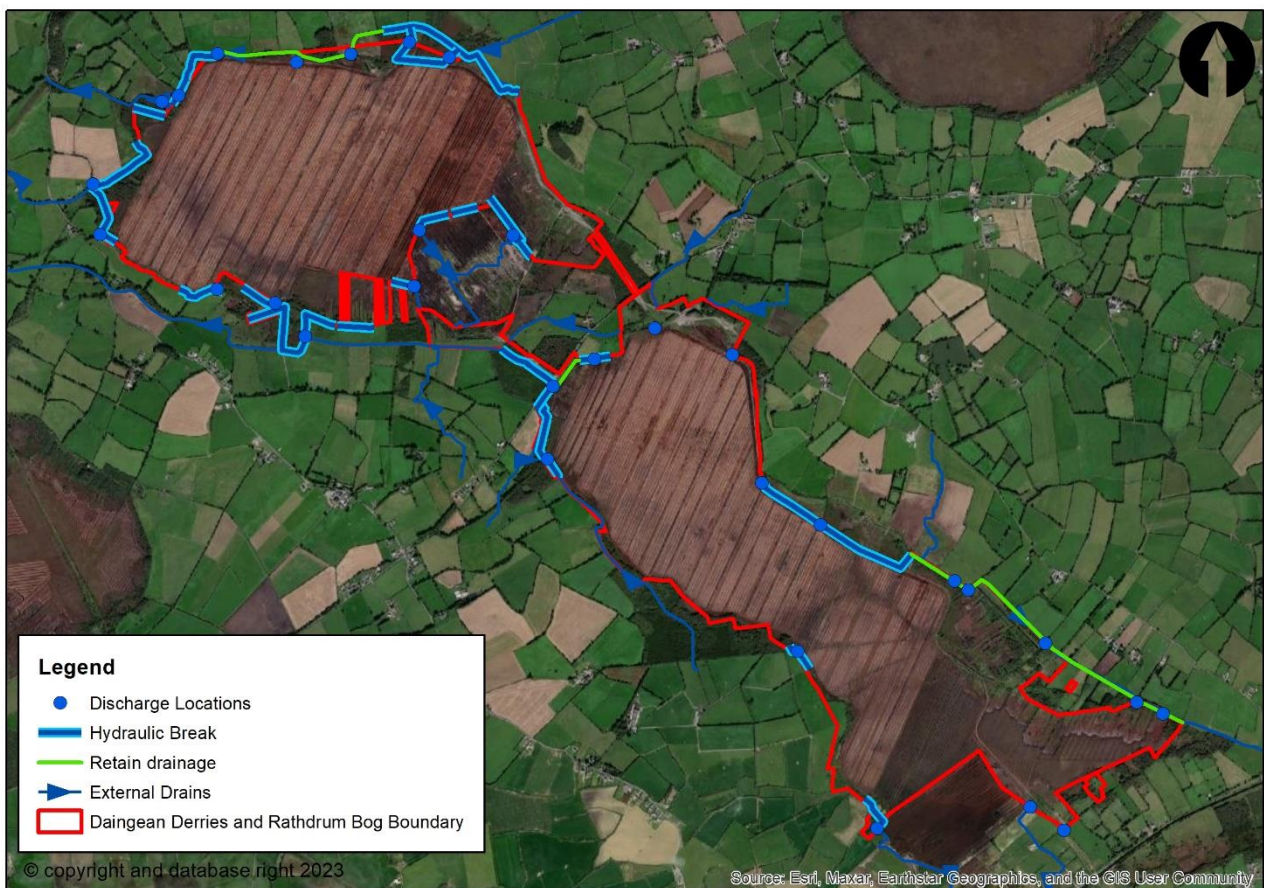 Legend
Discharge Locations
Hydraulic Break
Retain drainage
External Drains
Daingean Derries and Rathdrum Bog Boundary
© copyright and database right 2023
Source: Esri, Maxar, Earthstar Geographics, and the GIS User Community